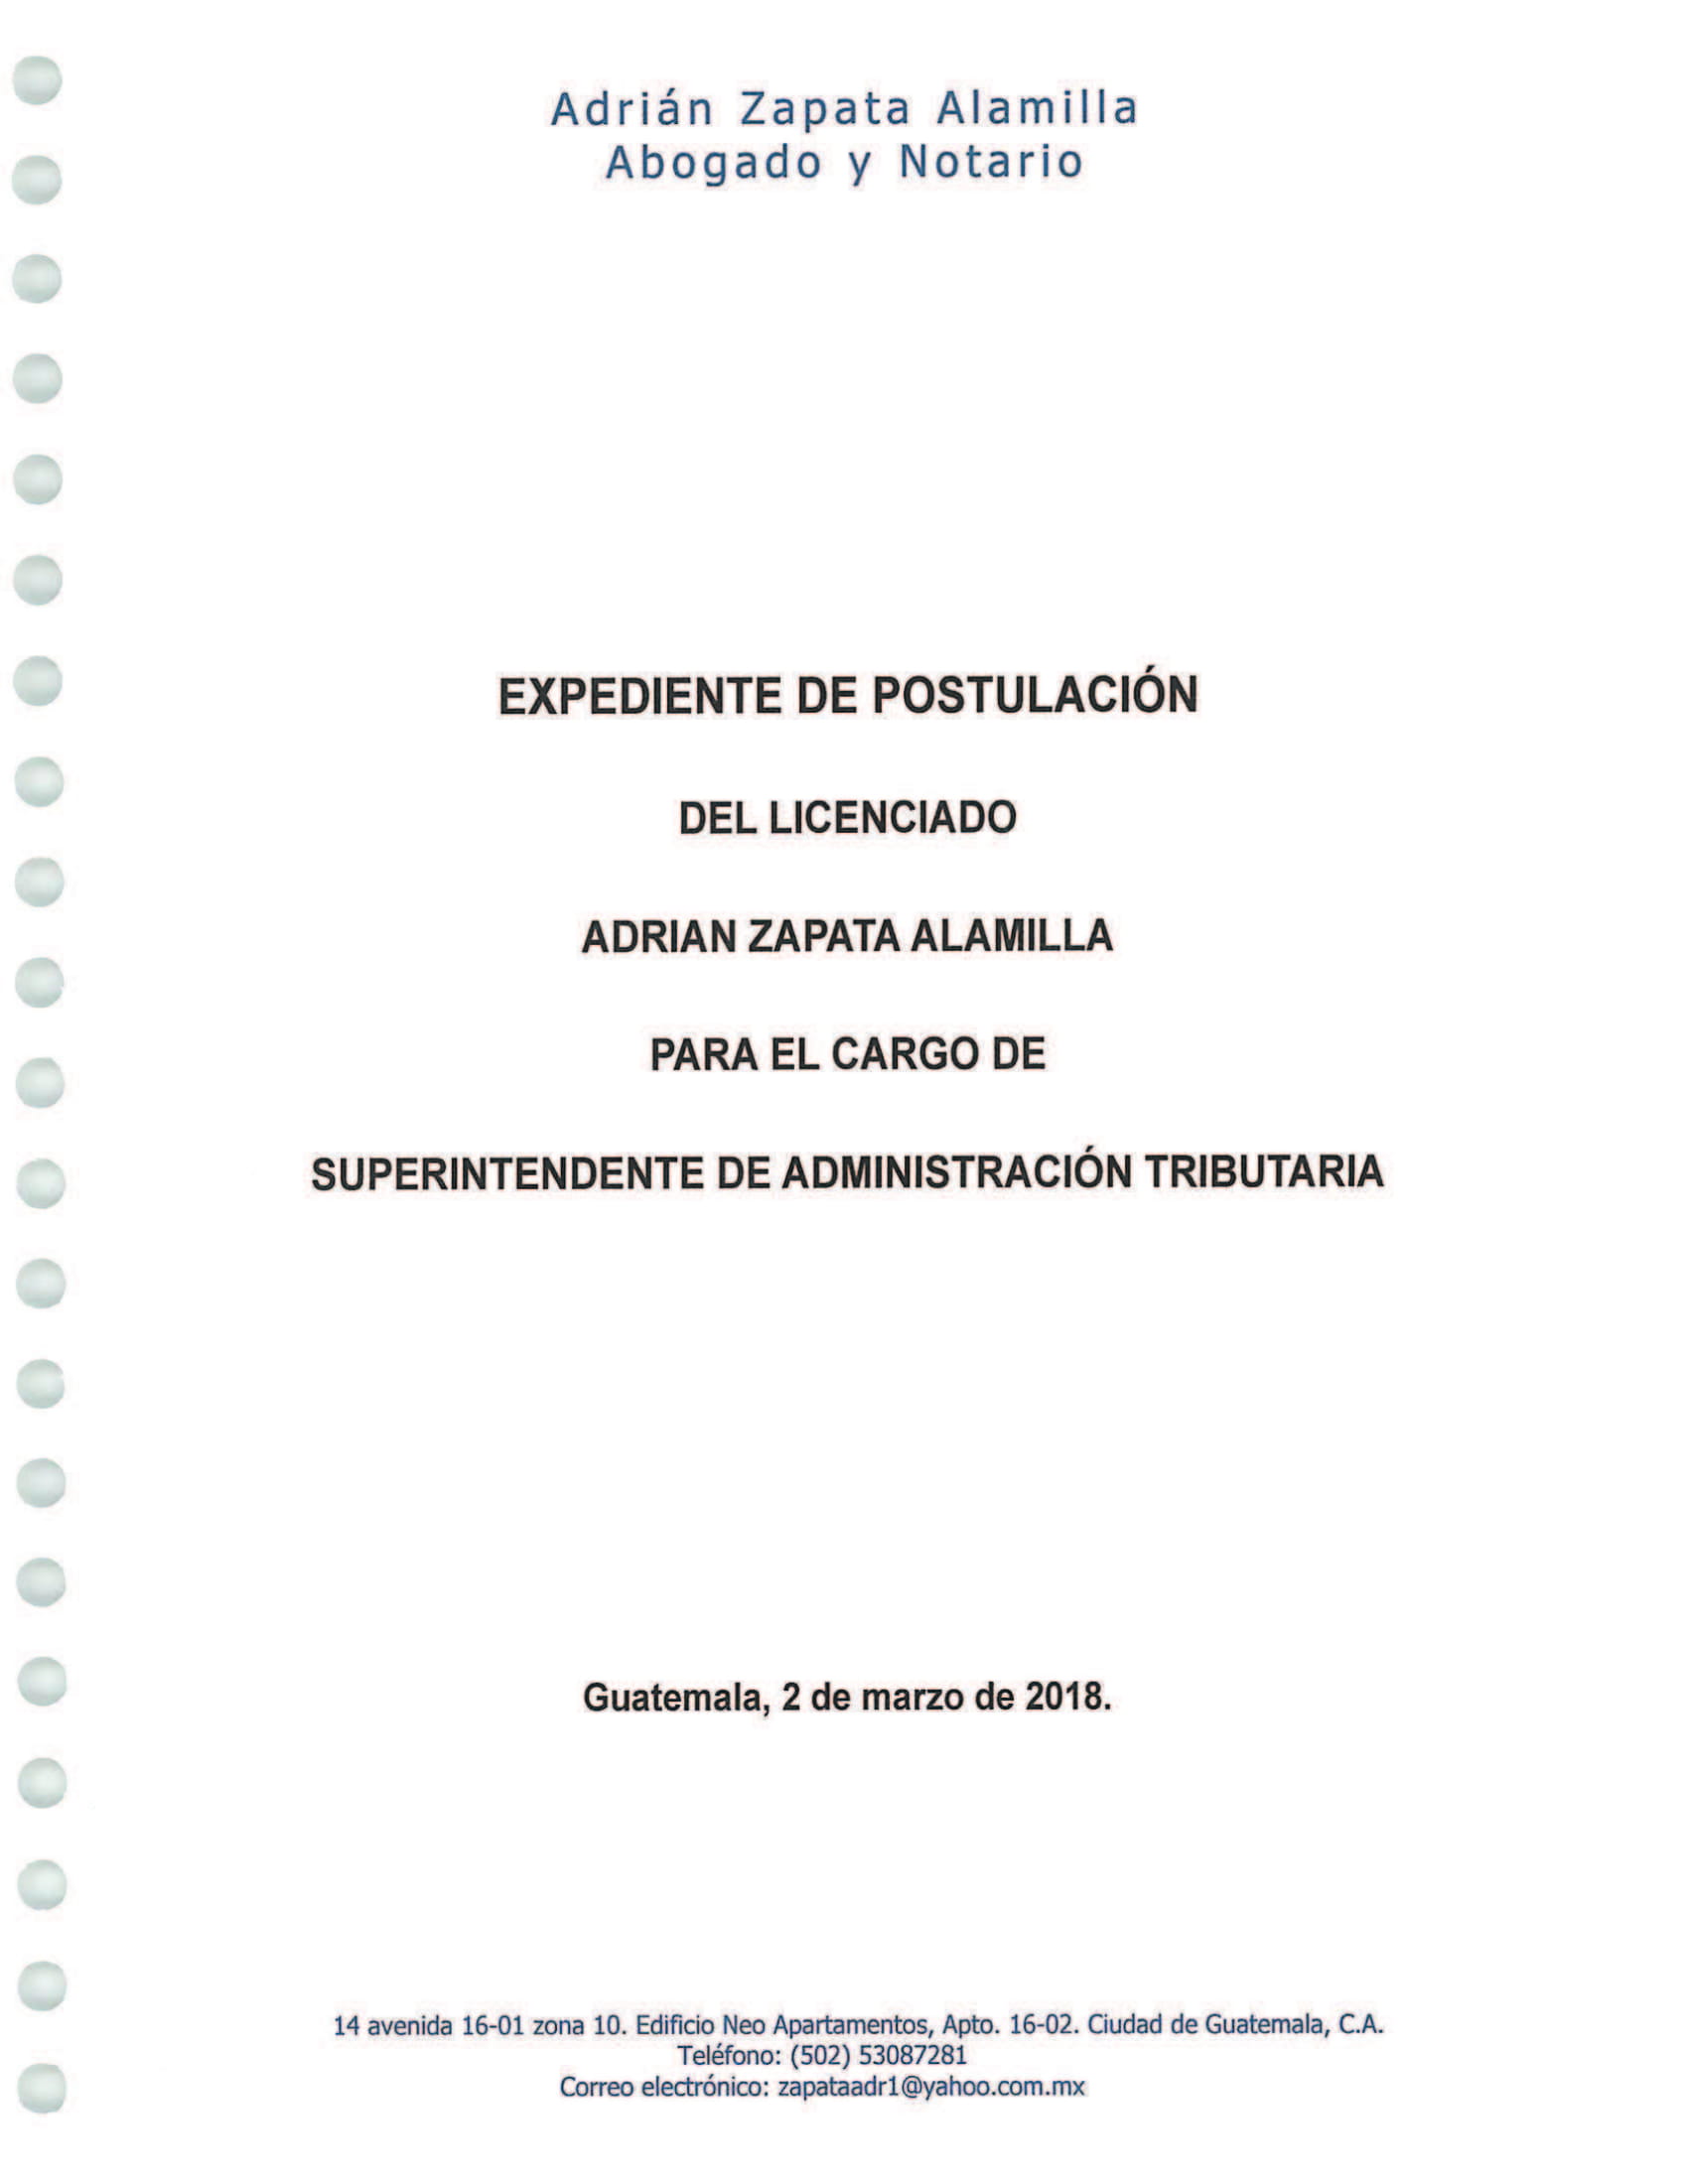 Adrián Zapata Alamilla
Abogado y Notario
EXPEDIENTE DE POSTULACIÓN
DEL LICENCIADO
ADRIAN ZAPATA ALAMILLA
PARA EL CARGO DE
SUPERINTENDENTE DE ADMINISTRACIÓN TRIBUTARIA
Guatemala, 2 de marzo de 2018.
14 avenida 16-01 zona 10. Edificio Neo Apartamentos, Apto. 16-02. Ciudad de Guatemala, C.A.
Teléfono: (502) 53087281
Correo electrónico: zapataadr1@yahoo.com.mx